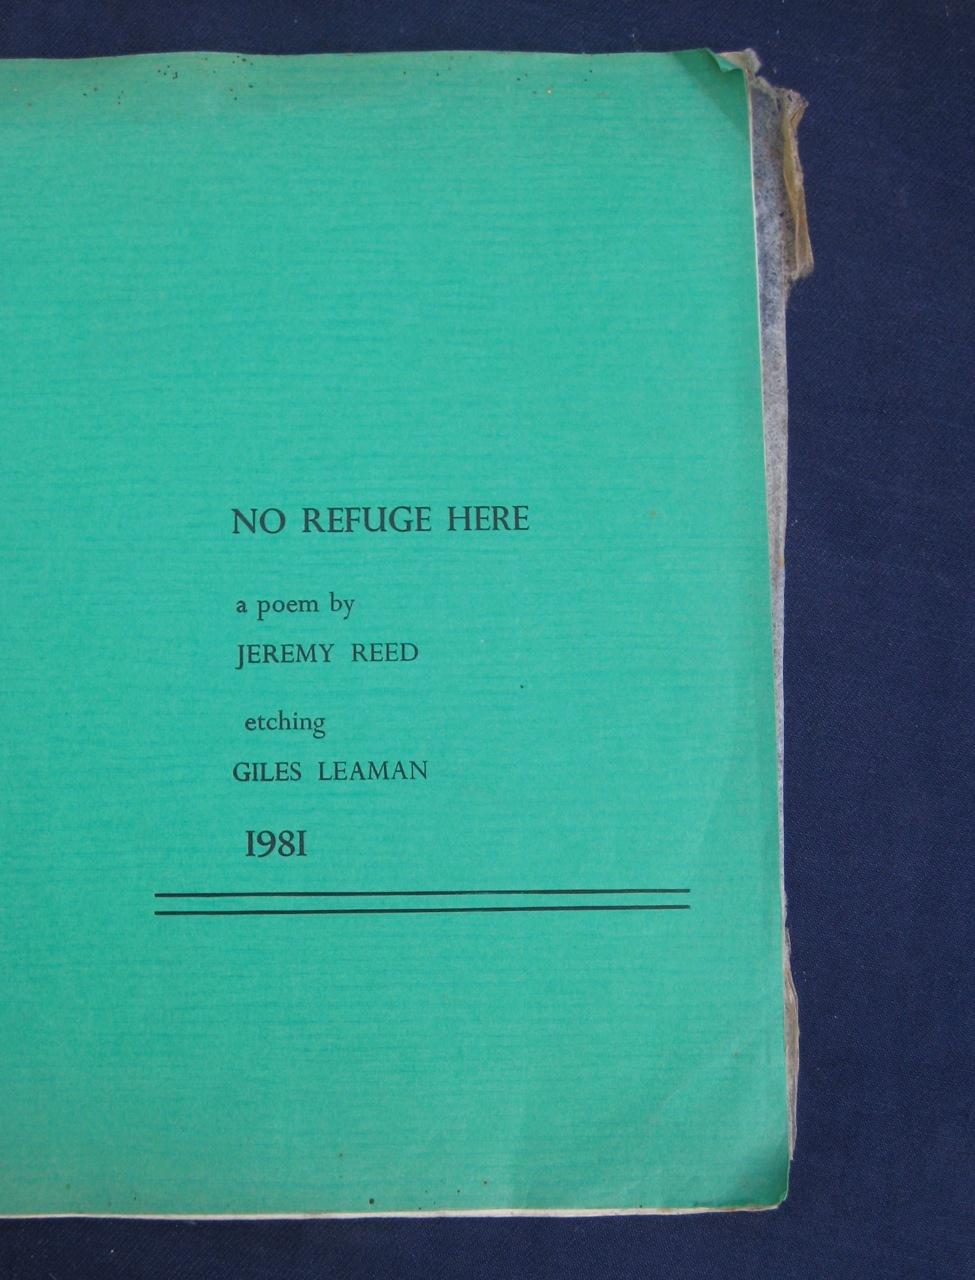 NO REFUGE HERE
a poem by
JEREMY REED
etching
GILES LEAMAN
1981